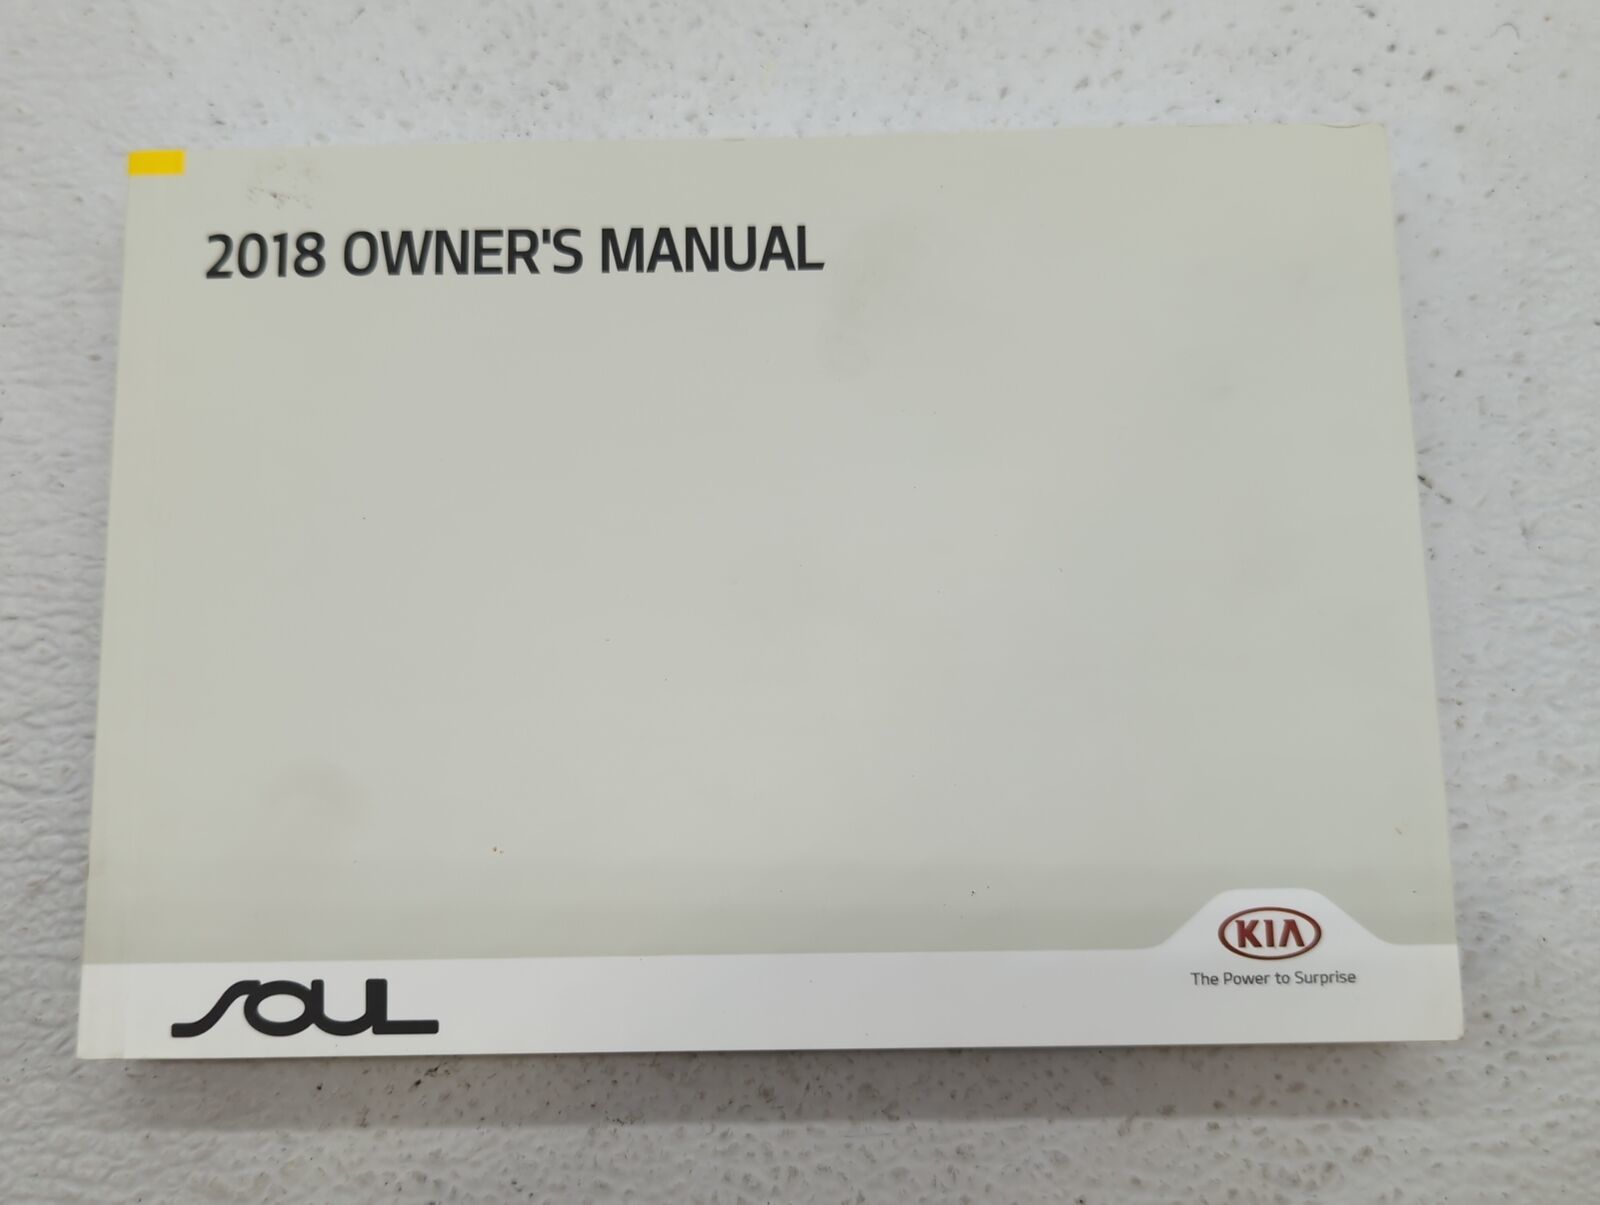 2018 OWNER'S MANUAL
KIA
The Power to Surprise
SOUL